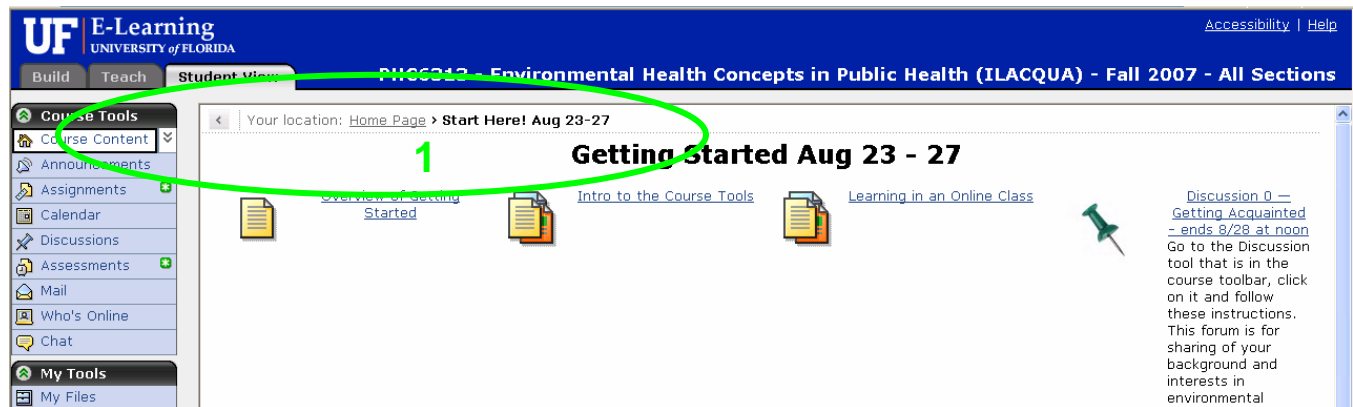 UF E-Learning
UNIVERSITY of FLORIDA
Accessibility | Help
Build Teach Student View
PHC6313 - Environmental Health Concepts in Public Health (ILACQUA) - Fall 2007 - All Sections
Course Tools
Course Content
Announcements
Assignments
Calendar
Discussions
Assessments
Mail
Who's Online
Chat
My Tools
My Files
Your location: Home Page › Start Here! Aug 23-27
1
Getting Started Aug 23 - 27
Overview of Getting
Started
Intro to the Course Tools
Learning in an Online Class
Discussion 0 —
Getting Acquainted
- ends 8/28 at noon
Go to the Discussion
tool that is in the
course toolbar, click
on it and follow
these instructions.
This forum is for
sharing of your
background and
interests in
environmental